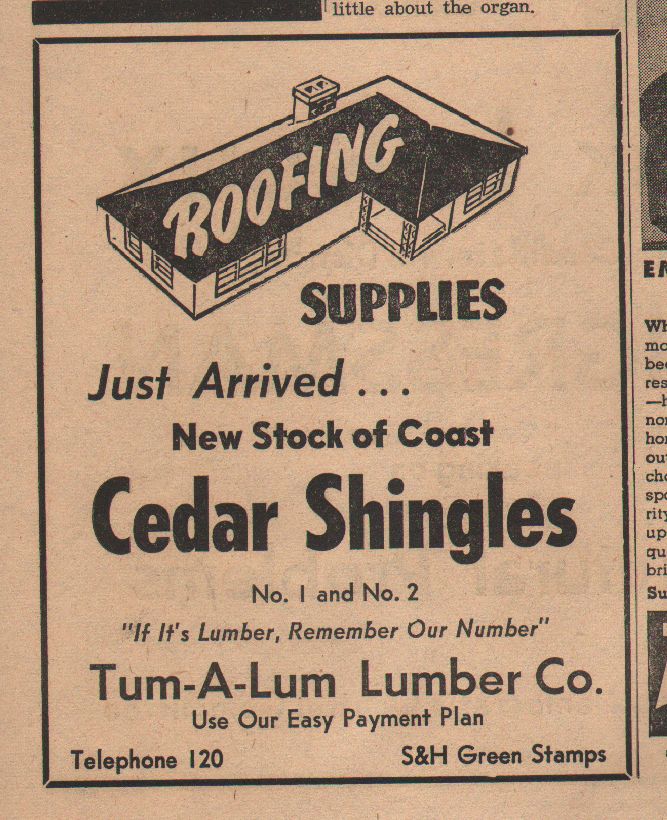 little about the organ.
ROOFING
SUPPLIES
Just Arrived . . .
New Stock of Coast
Cedar Shingles
No. 1 and No. 2
"If It's Lumber, Remember Our Number"
Tum-A-Lum Lumber Co.
Use Our Easy Payment Plan
Telephone 120
S&H Green Stamps